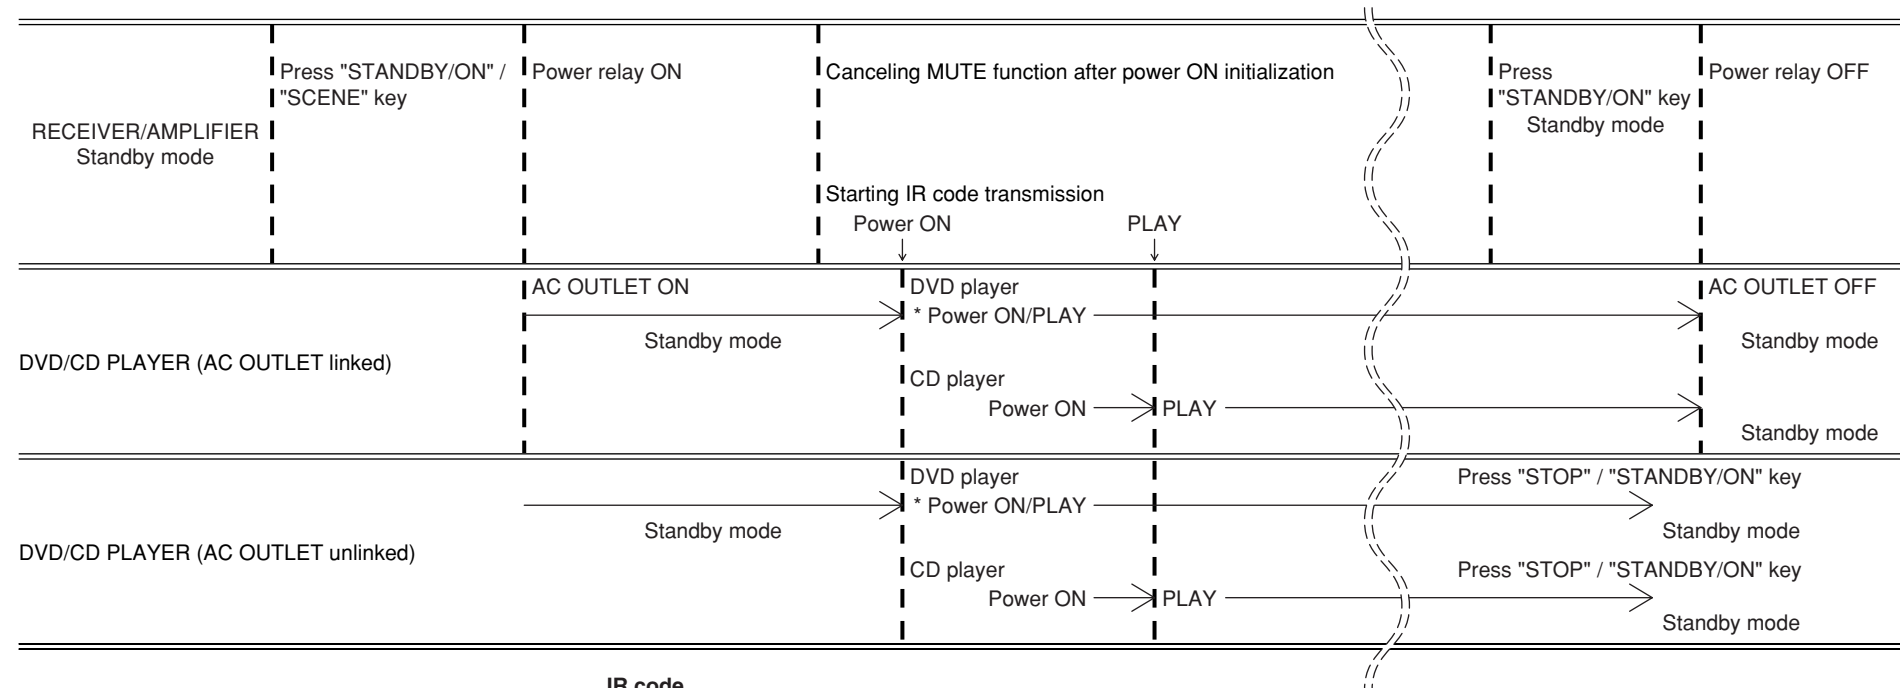 Press "STANDBY/ON" /
"SCENE" key
Power relay ON
Canceling MUTE function after power ON initialization
Press
"STANDBY/ON" key
Standby mode
Power relay OFF
RECEIVER/AMPLIFIER
Standby mode
Starting IR code transmission
Power ON
PLAY
AC OUTLET ON
DVD player
* Power ON/PLAY
AC OUTLET OFF
Standby mode
Standby mode
DVD/CD PLAYER (AC OUTLET linked)
CD player
Power ON
PLAY
Standby mode
DVD player
* Power ON/PLAY
Press "STOP" / "STANDBY/ON" key
Standby mode
Standby mode
DVD/CD PLAYER (AC OUTLET unlinked)
CD player
Power ON
PLAY
Press "STOP" / "STANDBY/ON" key
Standby mode
IR code